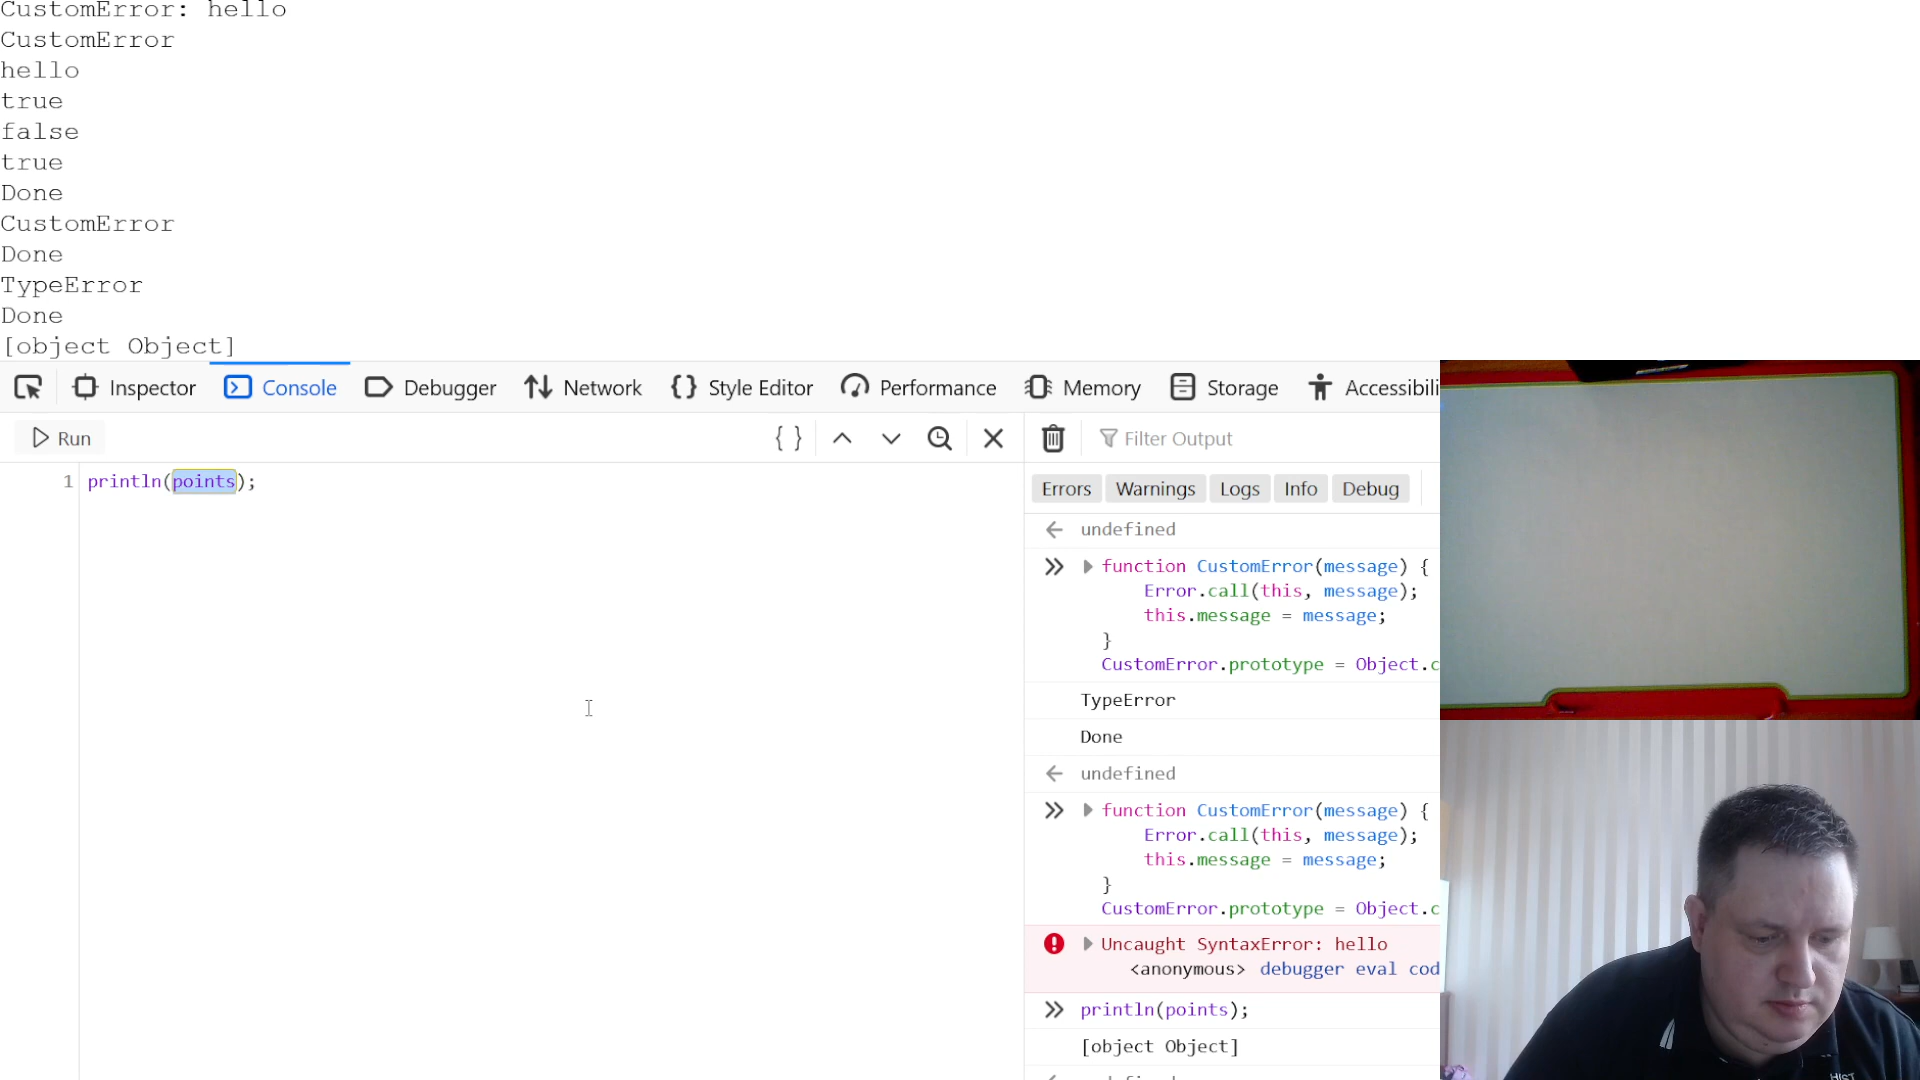 CustomError: hello
CustomError
hello
true
false
true
Done
CustomError
Done
TypeError
Done
[object Object]
Inspector
Console
Debugger
Network
Style Editor
Performance
Memory
Storage
Accessibili
Run
{ }
Filter Output
1 println(points);
Errors
Warnings
Logs
Info
Debug
undefined
function CustomError(message) {
Error.call(this, message);
this.message = message;
}
CustomError.prototype = Object.c
TypeError
Done
undefined
function CustomError(message) {
Error.call(this, message);
this.message = message;
}
CustomError.prototype = Object.c
Uncaught SyntaxError: hello
<anonymous> debugger eval cod
println(points);
[object Object]
HIST